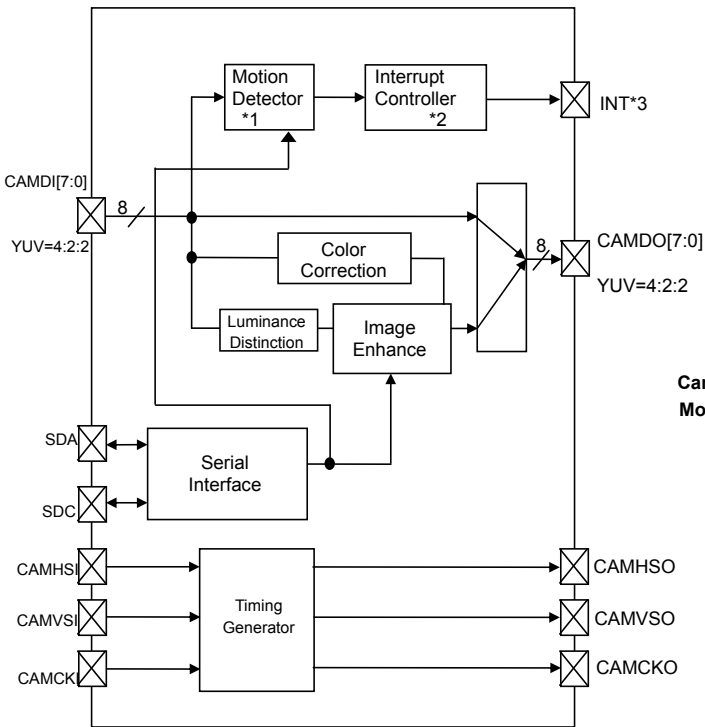 Motion
Detector
*1
Interrupt
Controller
*2
INT*3
CAMDI[7:0]
8
YUV=4:2:2
Color
Correction
8
CAMDO[7:0]
YUV=4:2:2
Luminance
Distinction
Image
Enhance
SDA
SDC
Serial
Interface
CAMHSI
CAMVSI
CAMCKI
Timing
Generator
CAMHSO
CAMVSO
CAMCKO